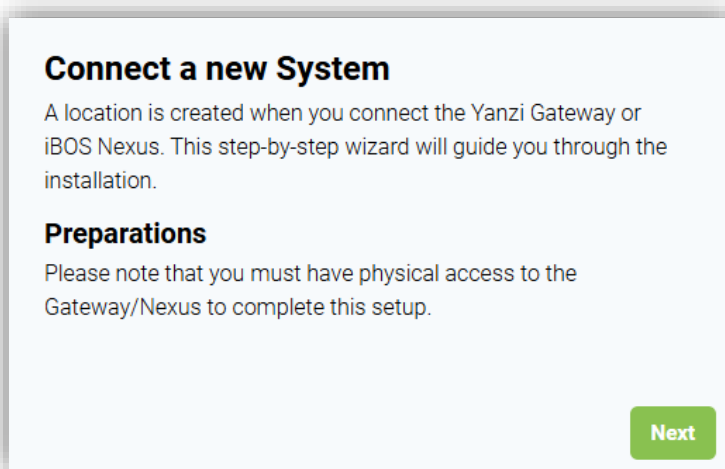 Connect a new System
A location is created when you connect the Yanzi Gateway or
iBOS Nexus. This step-by-step wizard will guide you through the
installation.
Preparations
Please note that you must have physical access to the
Gateway/Nexus to complete this setup.
Next